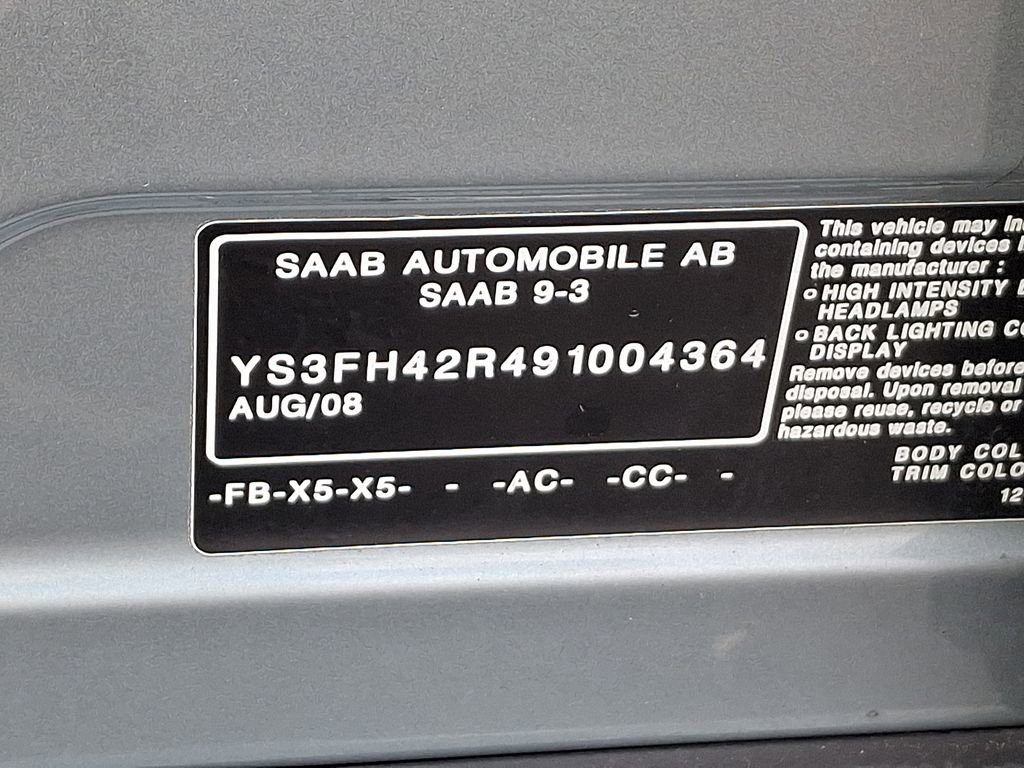 SAAB AUTOMOBILE AB
SAAB 9-3
YS3FH42R491004364
AUG/08
-FB-X5-X5- - -AC- -CC- -
This vehicle may
containing devices
the manufacturer :
o HIGH INTENSITY
HEADLAMPS
o BACK LIGHTING
DISPLAY
Remove devices before
disposal. Upon removal
please reuse, recycle or
hazardous waste.
BODY
TRIM
12